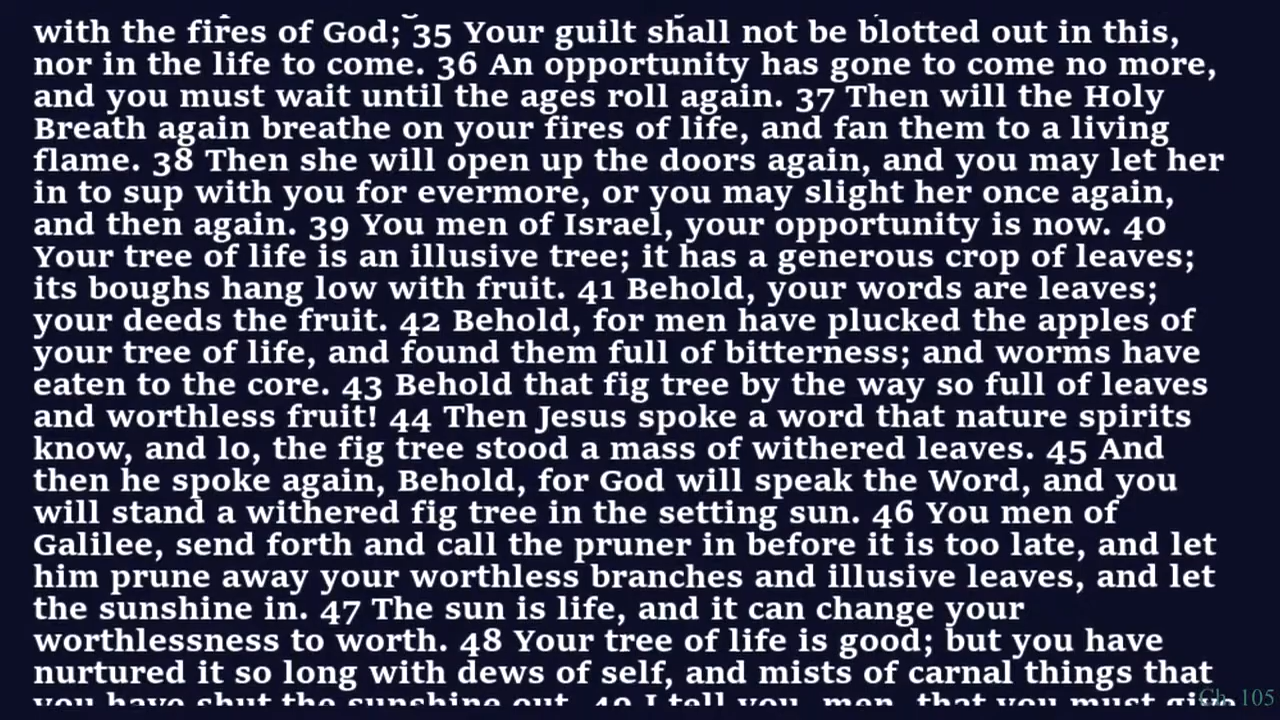 with the fires of God; 35 Your guilt shall not be blotted out in this,
nor in the life to come. 36 An opportunity has gone to come no more,
and you must wait until the ages roll again. 37 Then will the Holy
Breath again breathe on your fires of life, and fan them to a living
flame. 38 Then she will open up the doors again, and you may let her
in to sup with you for evermore, or you may slight her once again,
and then again. 39 You men of Israel, your opportunity is now. 40
Your tree of life is an illusive tree; it has a generous crop of leaves;
its boughs hang low with fruit. 41 Behold, your words are leaves;
your deeds the fruit. 42 Behold, for men have plucked the apples of
your tree of life, and found them full of bitterness; and worms have
eaten to the core. 43 Behold that fig tree by the way so full of leaves
and worthless fruit! 44 Then Jesus spoke a word that nature spirits
know, and lo, the fig tree stood a mass of withered leaves. 45 And
then he spoke again, Behold, for God will speak the Word, and you
will stand a withered fig tree in the setting sun. 46 You men of
Galilee, send forth and call the pruner in before it is too late, and let
him prune away your worthless branches and illusive leaves, and let
the sunshine in. 47 The sun is life, and it can change your
worthlessness to worth. 48 Your tree of life is good; but you have
nurtured it so long with dews of self, and mists of carnal things that
you have shut the sunshine out. 49 I tell you, men, that you must give
Ch. 105